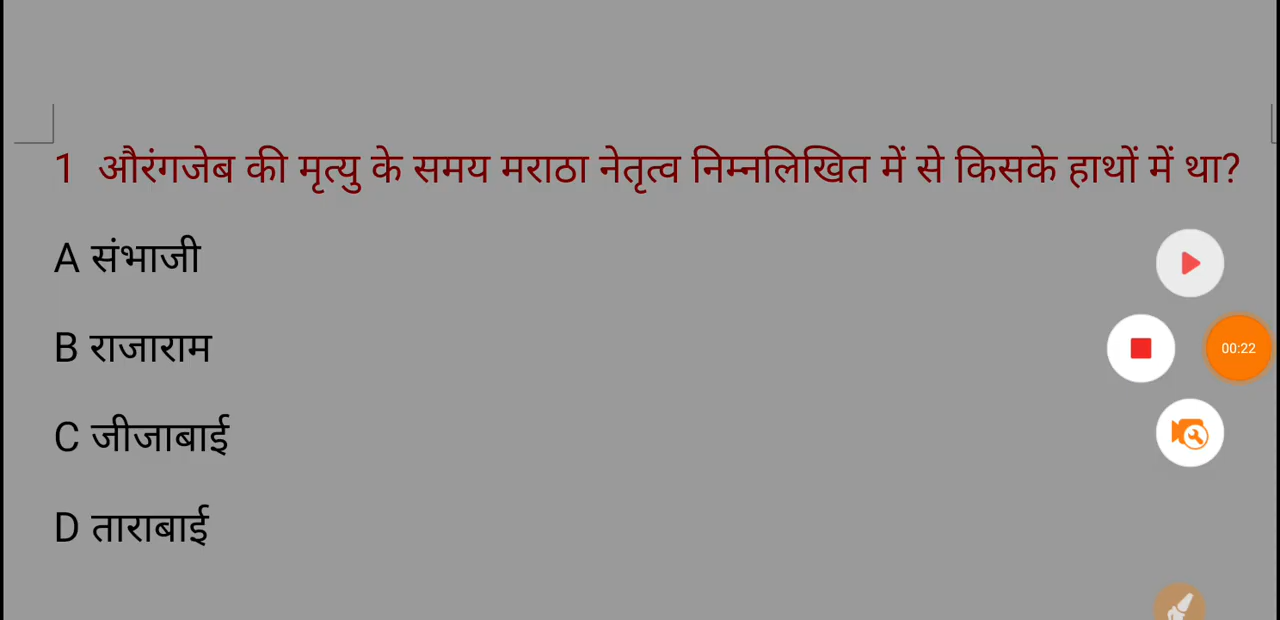 1 औरंगजेब की मृत्यु के समय मराठा नेतृत्व निम्नलिखित में से किसके हाथों में था?
A संभाजी
B राजाराम
00:22
C जीजाबाई
D ताराबाई